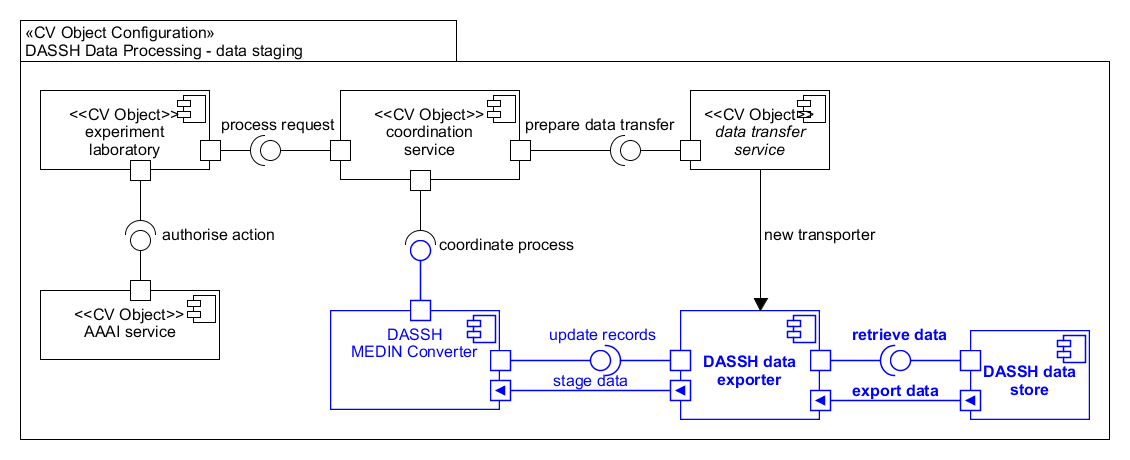 «CV Object Configuration»
DASSH Data Processing - data staging
<<CV Object>>
experiment
laboratory
process request
<<CV Object>>
coordination
service
prepare data transfer
<<CV Object>>
data transfer
service
authorise action
coordinate process
new transporter
<<CV Object>>
AAAI service
DASSH
MEDIN Converter
update records
stage data
DASSH data
exporter
retrieve data
export data
DASSH data
store